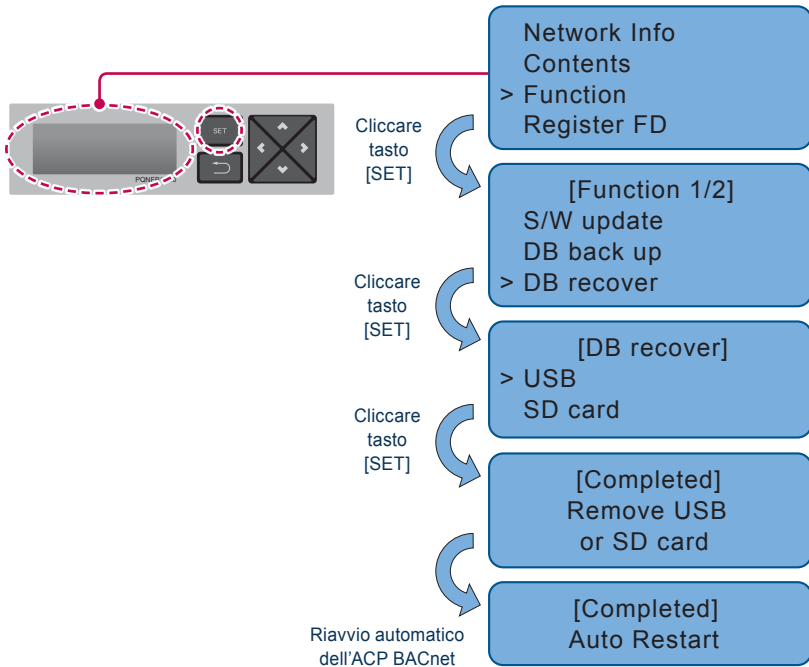 Network Info
Contents
> Function
Register FD
SET
Cliccare
tasto
[SET]
[Function 1/2]
S/W update
DB back up
> DB recover
Cliccare
tasto
[SET]
[DB recover]
> USB
SD card
Cliccare
tasto
[SET]
[Completed]
Remove USB
or SD card
Riavvio automatico
dell'ACP BACnet
[Completed]
Auto Restart